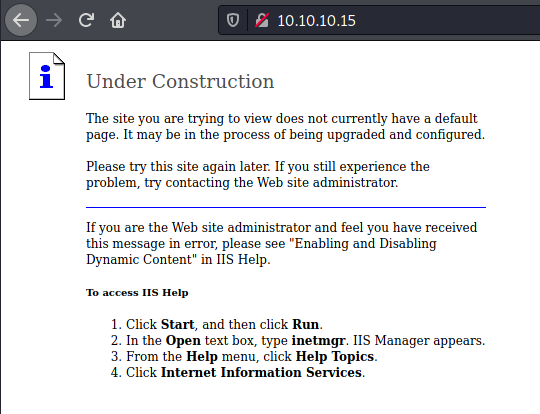 10.10.10.15
Under Construction
The site you are trying to view does not currently have a default
page. It may be in the process of being upgraded and configured.
Please try this site again later. If you still experience the
problem, try contacting the Web site administrator.
If you are the Web site administrator and feel you have received
this message in error, please see "Enabling and Disabling
Dynamic Content" in IIS Help.
To access IIS Help
1. Click Start, and then click Run.
2. In the Open text box, type inetmgr. IIS Manager appears.
3. From the Help menu, click Help Topics.
4. Click Internet Information Services.